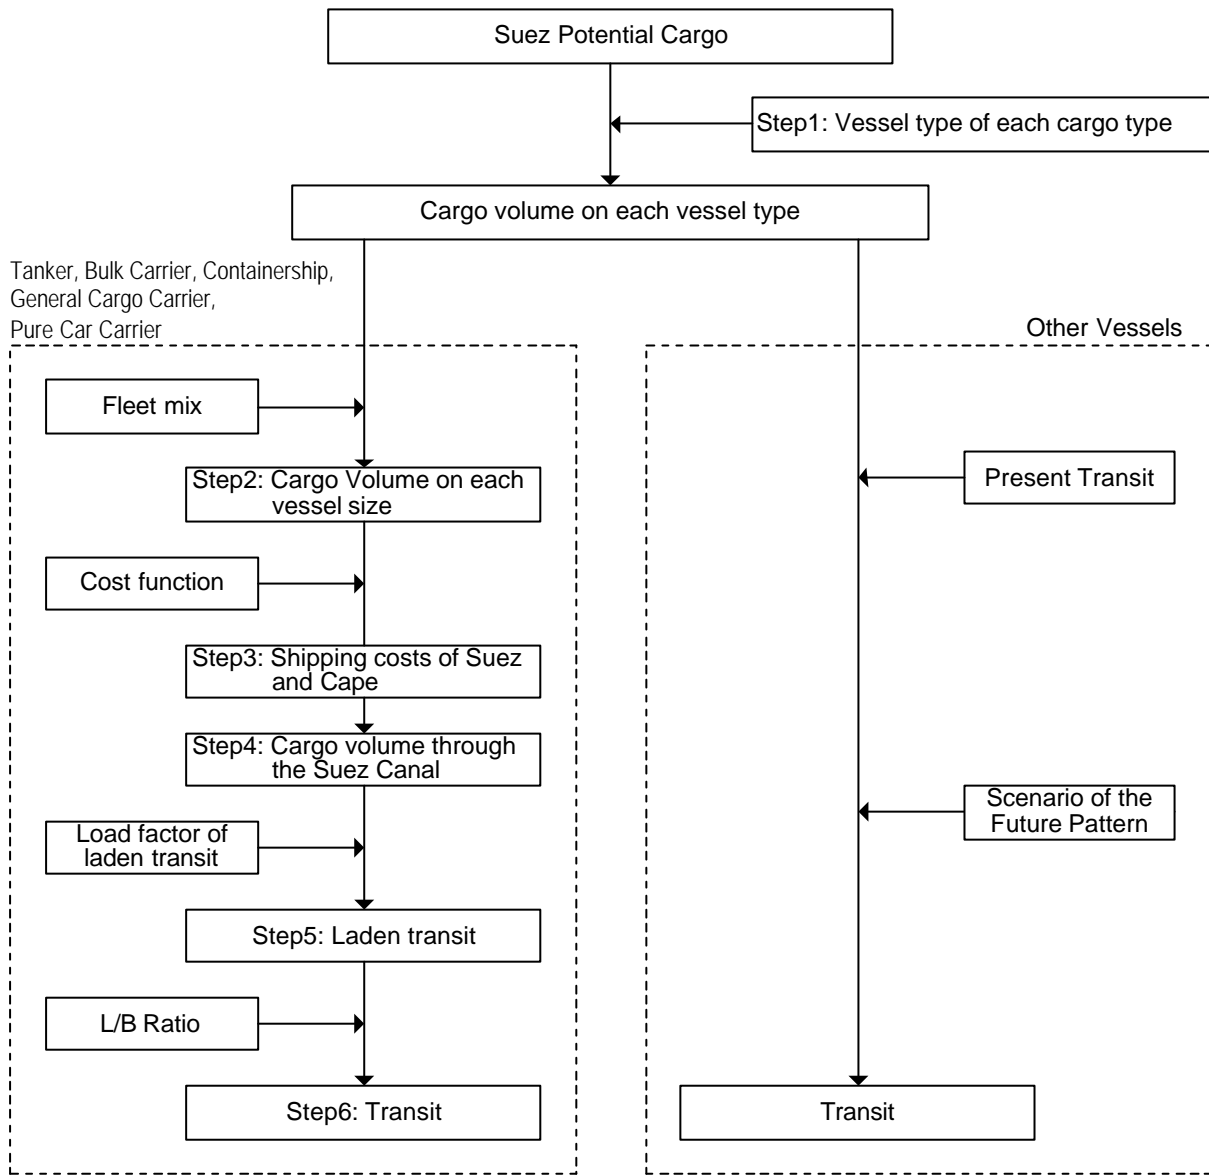 Suez Potential Cargo
Step1: Vessel type of each cargo type
Cargo volume on each vessel type
Tanker, Bulk Carrier, Containership,
General Cargo Carrier,
Pure Car Carrier
Other Vessels
Fleet mix
Step2: Cargo Volume on each
vessel size
Present Transit
Cost function
Step3: Shipping costs of Suez
and Cape
Step4: Cargo volume through
the Suez Canal
Scenario of the
Future Pattern
Load factor of
laden transit
Step5: Laden transit
L/B Ratio
Step6: Transit
Transit